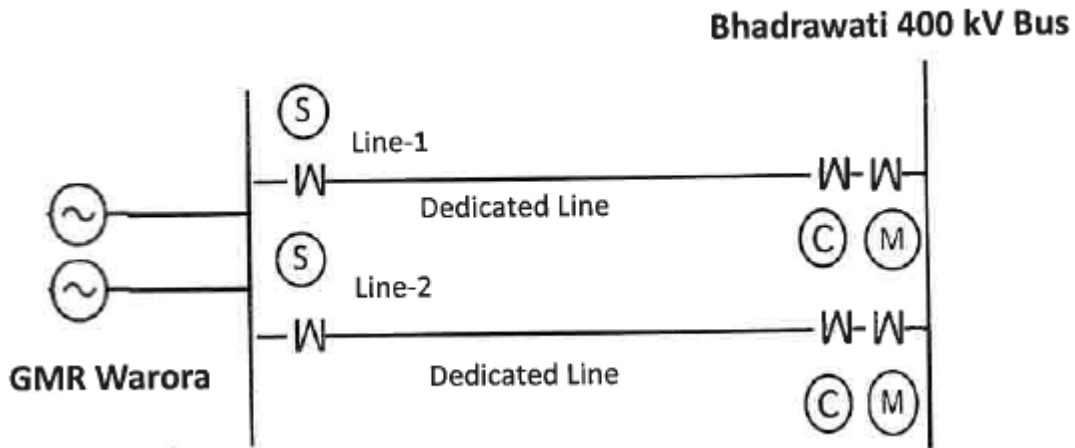 Bhadrawati 400 kV Bus
S
Line-1
Dedicated Line
C M
S
Line-2
GMR Warora
Dedicated Line
C M